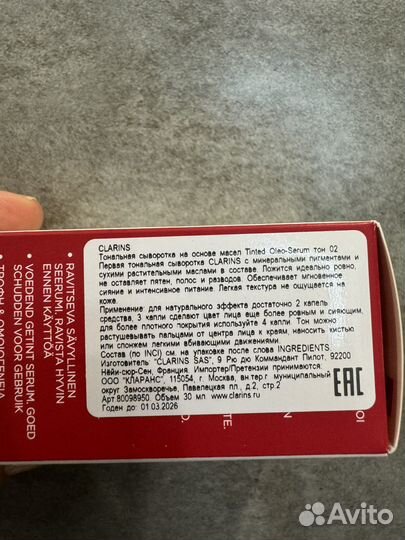 CLARINS
Тональная сыворотка на основе масел Tinted Oleo-Serum тон 02
Первая тональная сыворотка CLARINS с минеральными пигментами и
сухими растительными маслами в составе. Ложится идеально ровно,
не оставляет пятен, полос и разводов. Обеспечивает мгновенное
сияние и интенсивное питание. Легкая текстура не ощущается на
коже.
Применение для натурального эффекта достаточно 2 капель
средства, 3 капли сделают цвет лица еще более ровным и сияющим,
для более плотного покрытия используйте 4 капли. Тон можно
растушевывать пальцами от центра лица к краям, наносить кистью
или спонжем легкими вбивающими движениями.
Состав (по INCI) см. на упаковке после слова INGREDIENTS.
Изготовитель "CLARINS SAS", 9 Рю дю Коммандант Пилот, 92200
Нёйи-сюр-Сен, Франция. Импортер/Претензии принимаются:
ООО "КЛАРАНС", 115054, г. Москва, вн.тер.г. муниципальный
округ Замоскворечье, Павелецкая пл., д.2, стр.2
Арт 80098950 Объем 30 мл. www.clarins.ru
Годен до: 01.03.2026
EAC
• RAVITSEVA SÄVYLLINEN
SEERUMI. RAVISTA HYVIN
ENNEN KÄYTTÖÄ
• VOEDEND GETINT SERUM. GOED
SCHUDDEN VOOR GEBRUIK
Avito